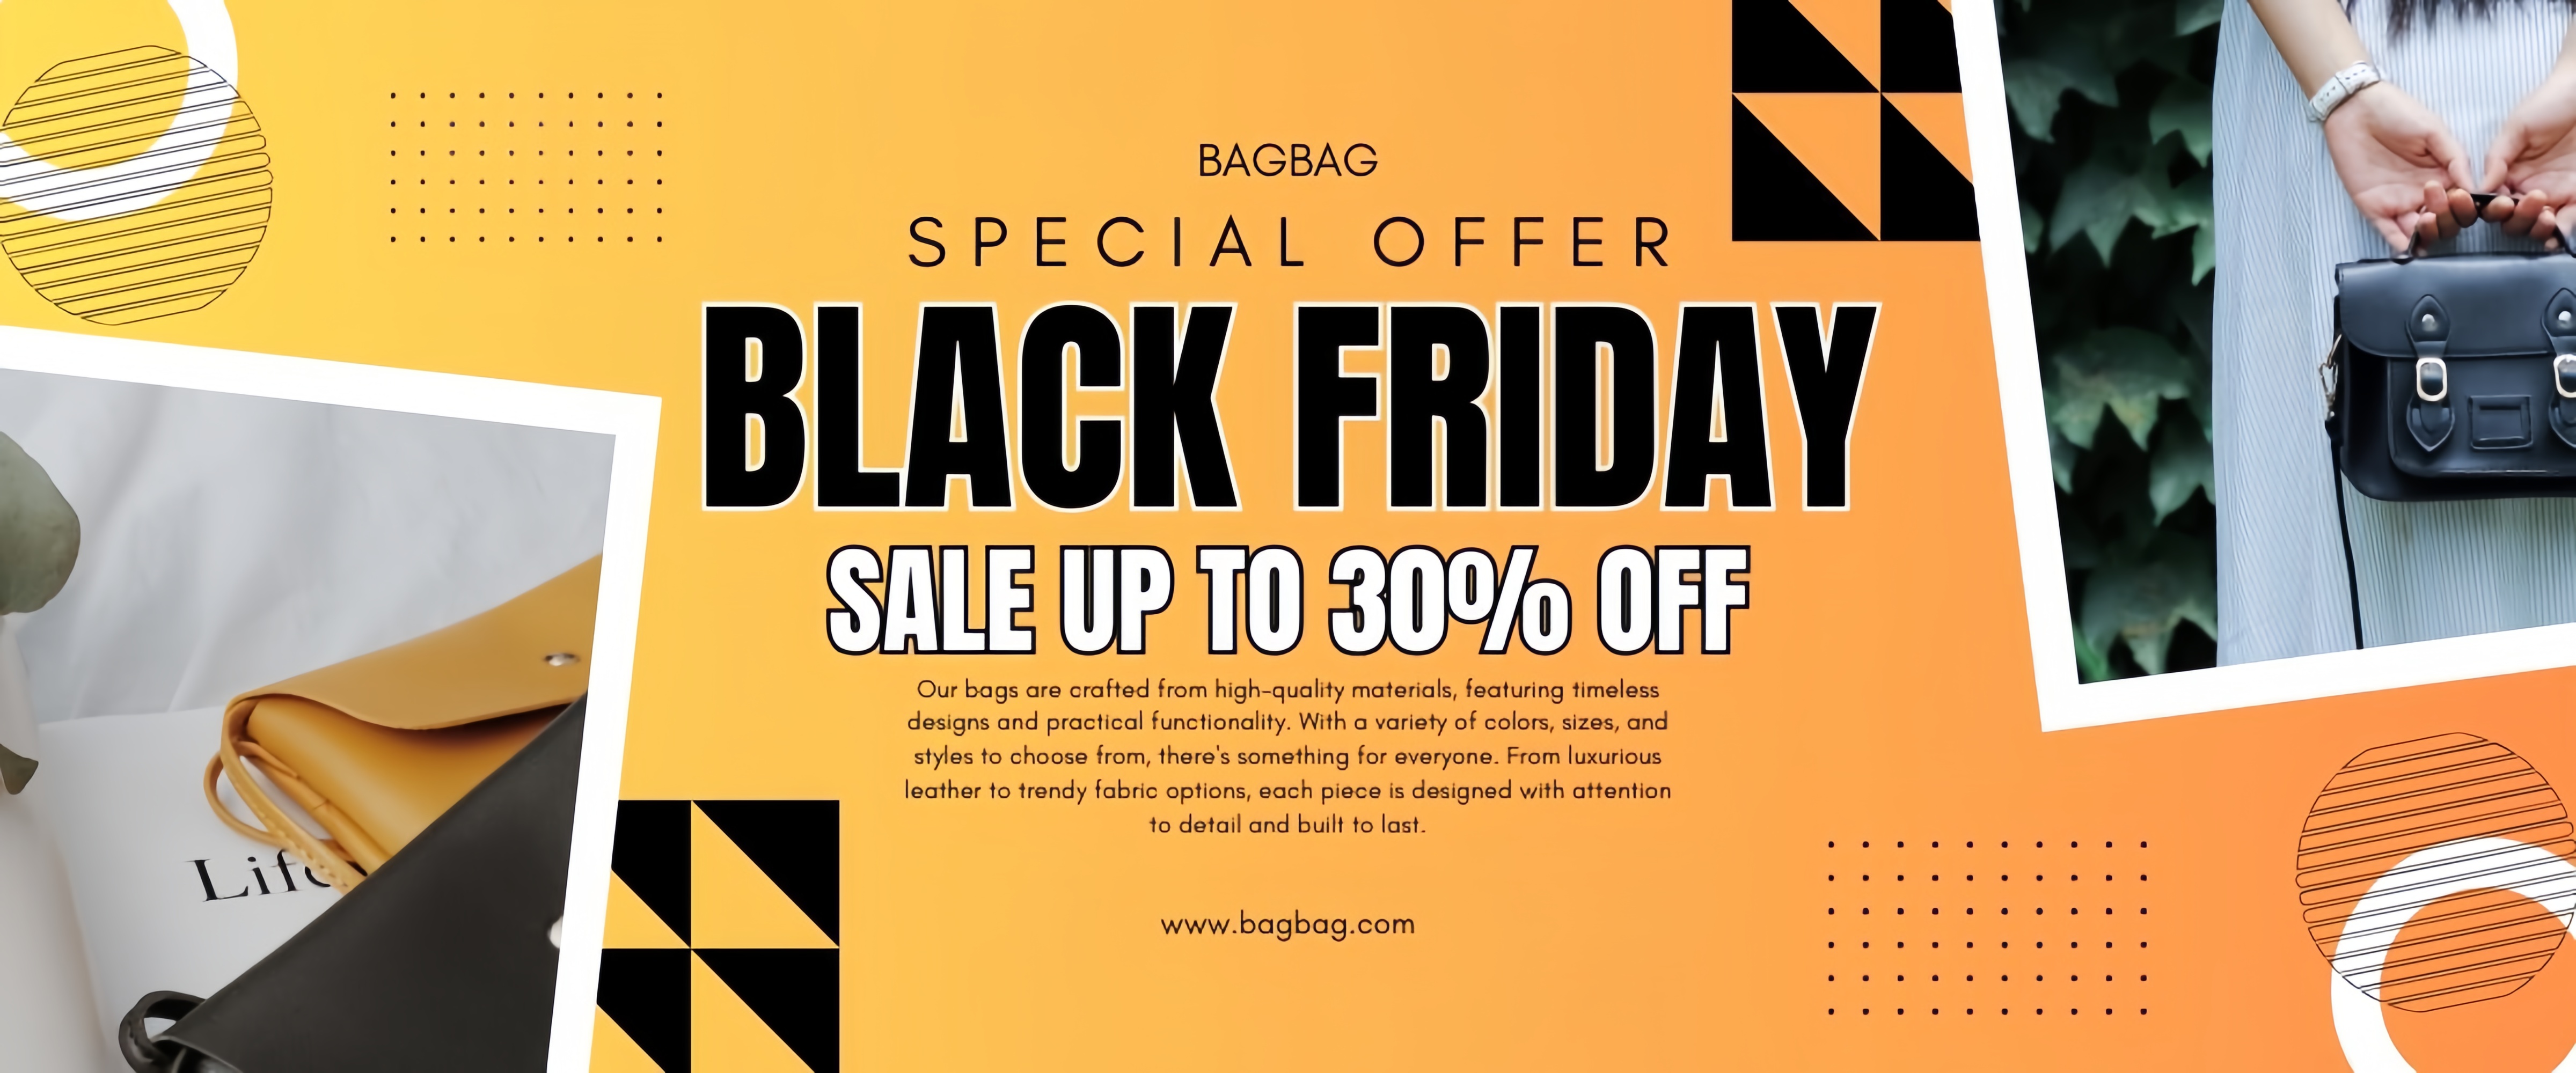 BAGBAG
SPECIAL OFFER
BLACK FRIDAY
SALE UP TO 30% OFF
Our bags are crafted from high-quality materials, featuring timeless
designs and practical functionality. With a variety of colors, sizes, and
styles to choose from, there's something for everyone. From luxurious
leather to trendy fabric options, each piece is designed with attention
to detail and built to last.
Life
www.bagbag.com